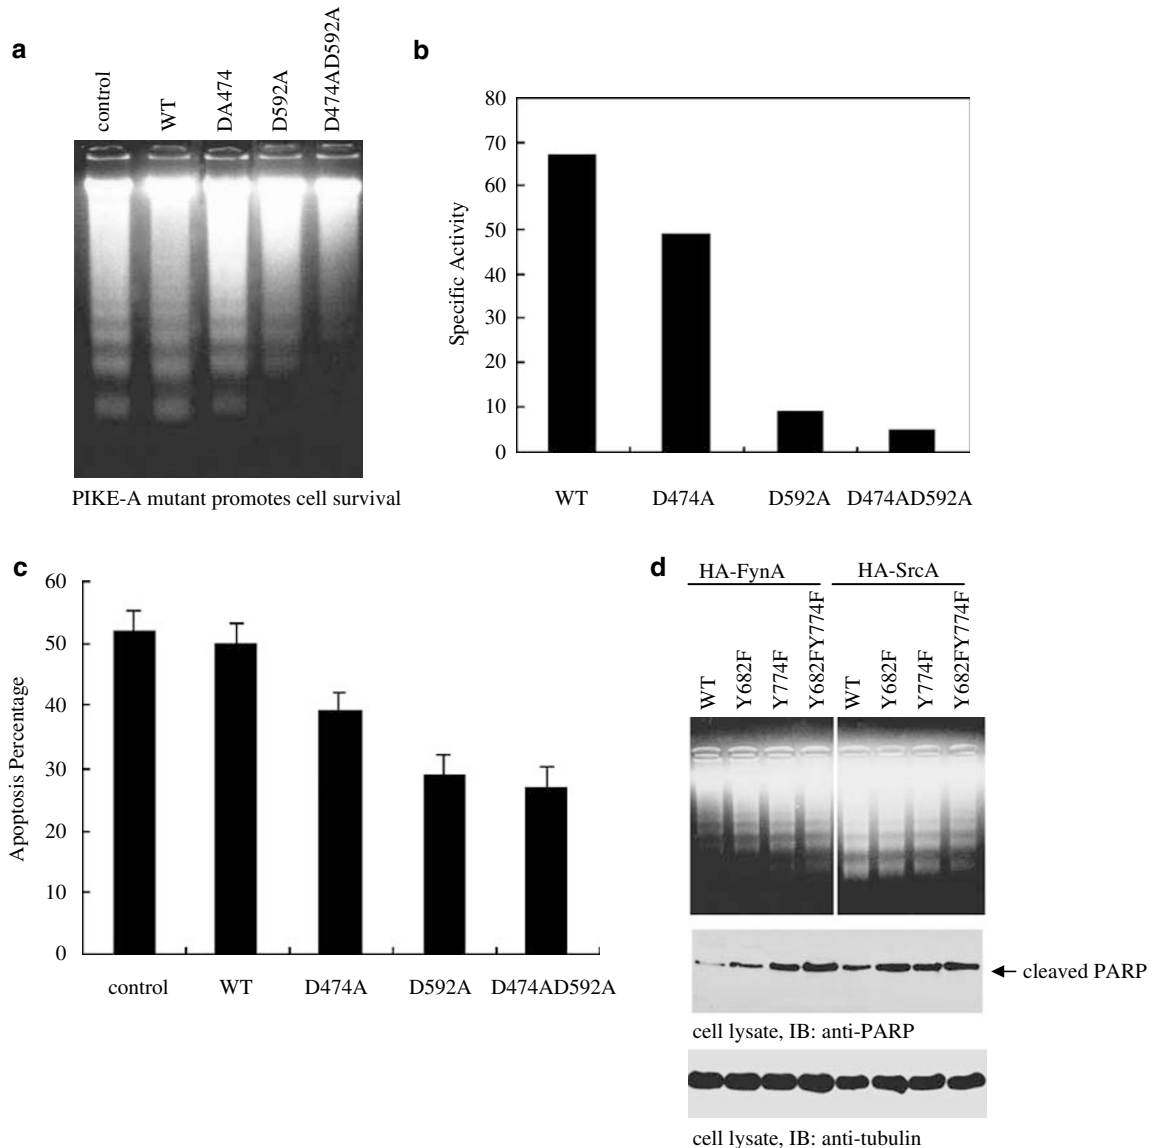 a
control
WT
DA474
D592A
D474AD592A
PIKE-A mutant promotes cell survival
b
Specific Activity
80
70
60
50
40
30
20
10
0
WT
D474A
D592A
D474AD592A
c
Apoptosis Percentage
60
50
40
30
20
10
0
control
WT
D474A
D592A
D474AD592A
d
HA-FynA
HA-SrcA
WT
Y682F
Y774F
Y682FY774F
WT
Y682F
Y774F
Y682FY774F
cleaved PARP
cell lysate, IB: anti-PARP
cell lysate, IB: anti-tubulin